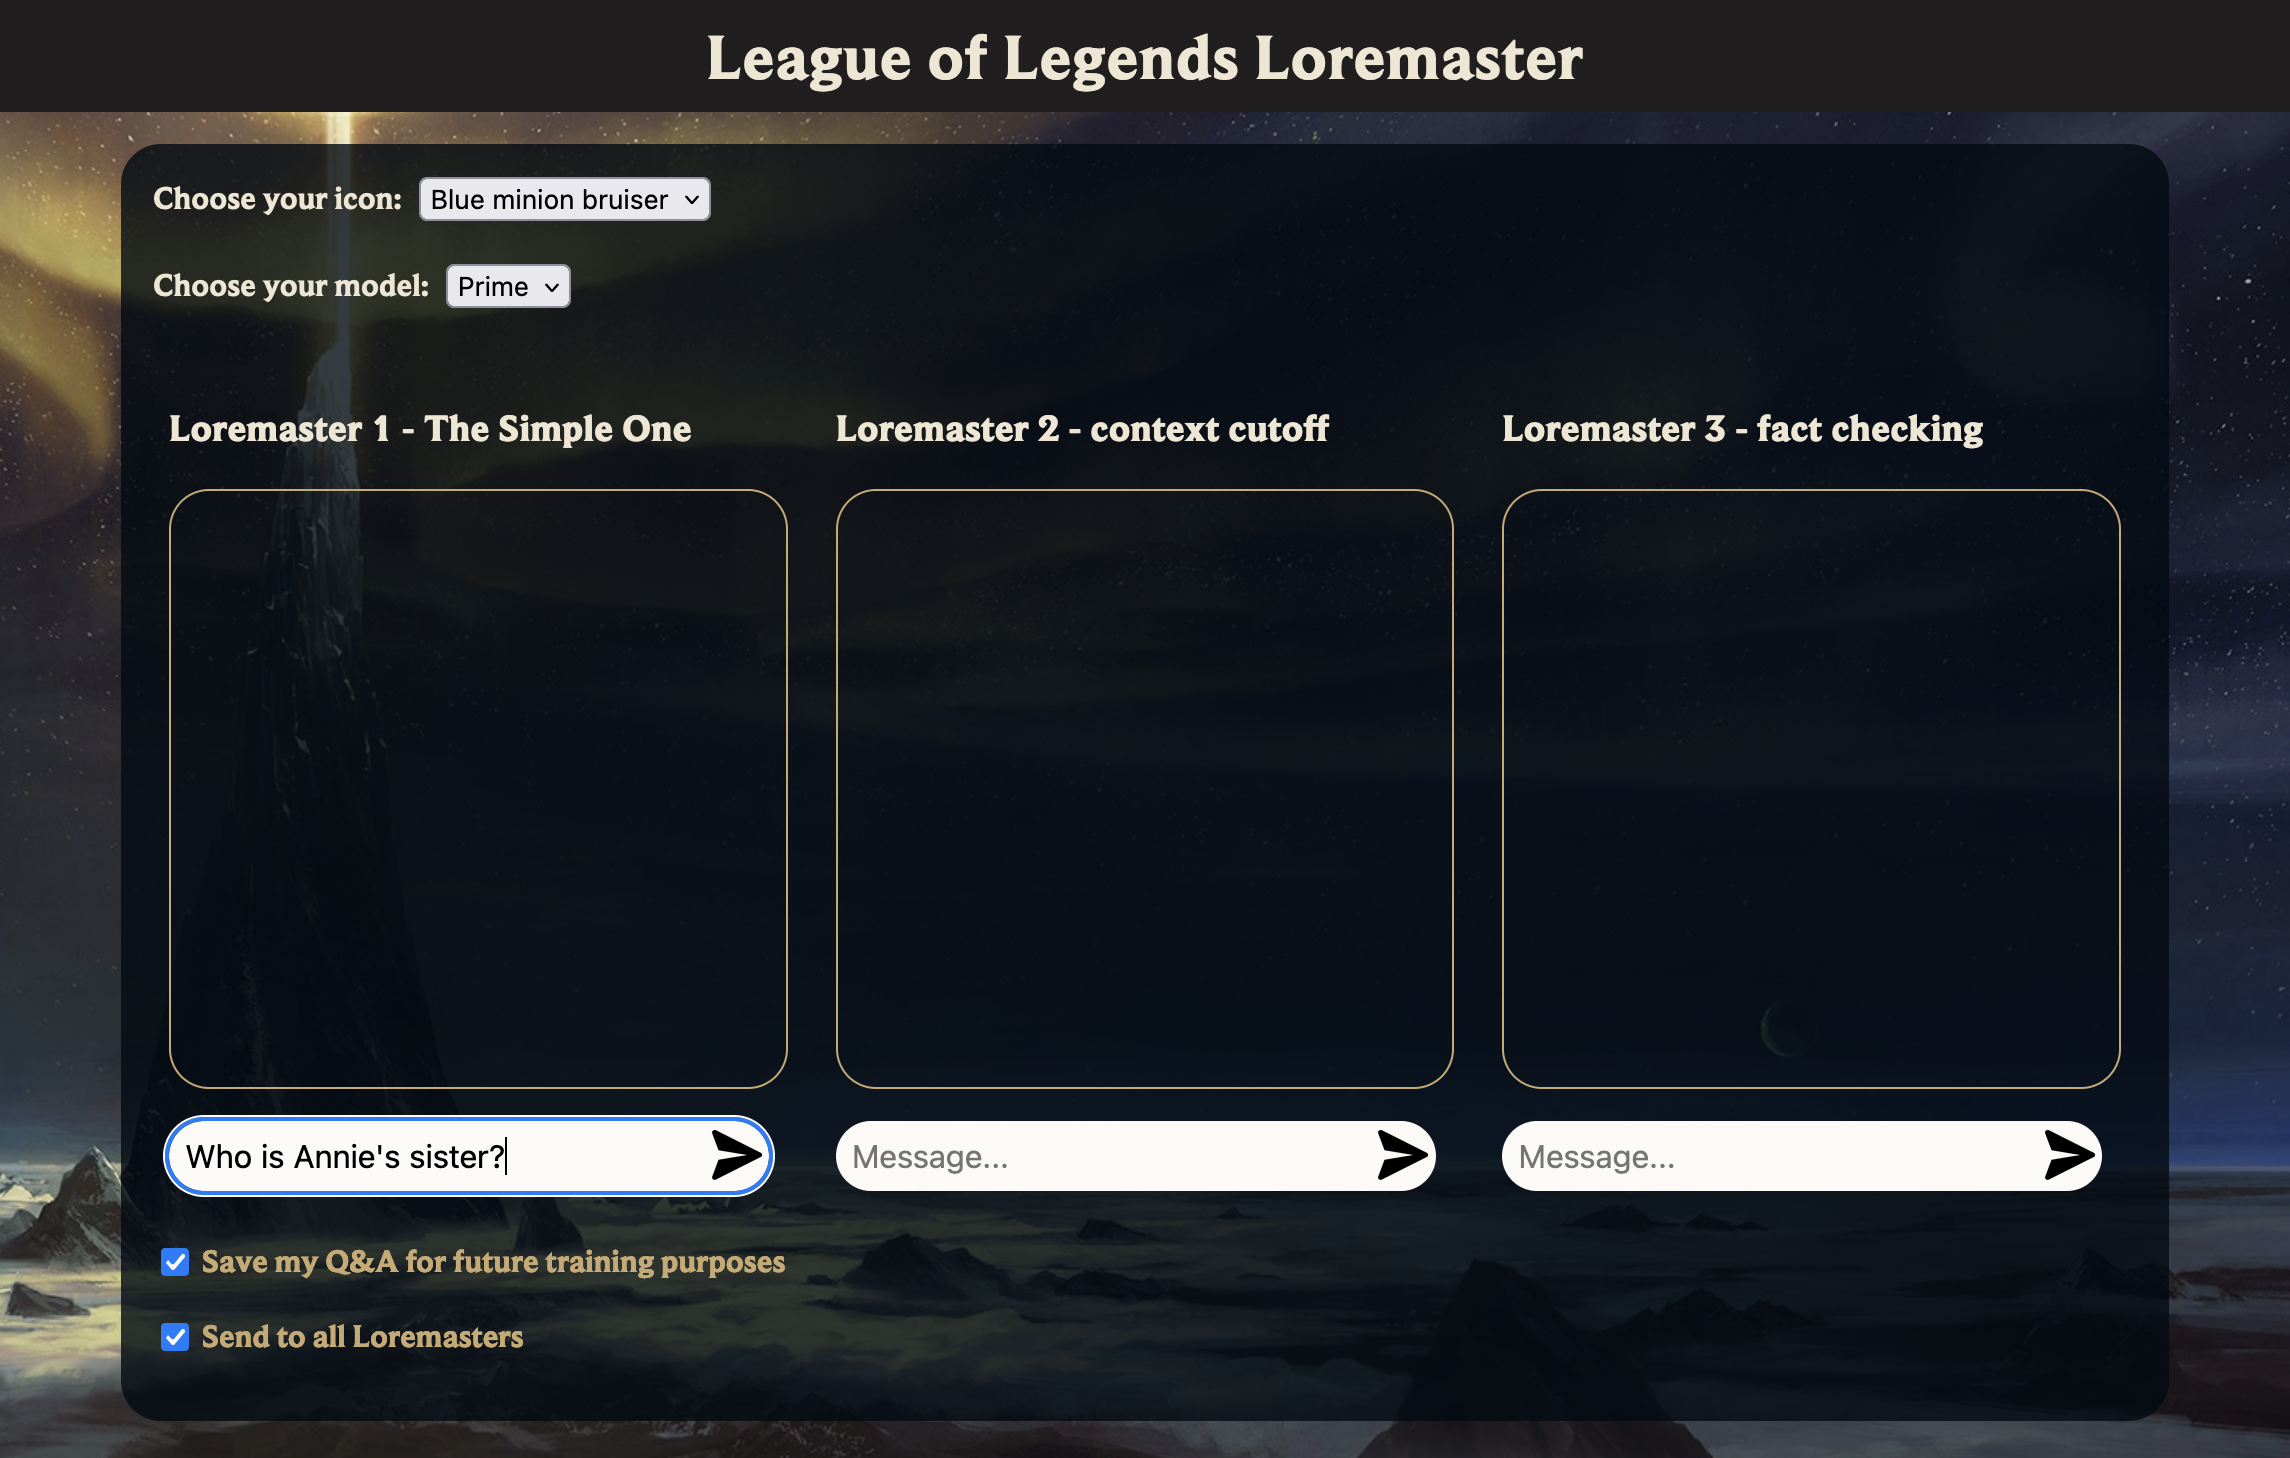 League of Legends Loremaster
Choose your icon: Blue minion bruiser
Choose your model: Prime
Loremaster 1 - The Simple One
Loremaster 2 - context cutoff
Loremaster 3 - fact checking
Who is Annie's sister?
Message...
Message...
Save my Q&A for future training purposes
Send to all Loremasters